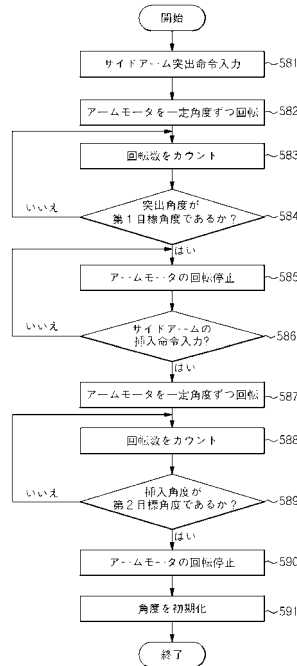 開始
サイドアーム突出命令入力
581
アームモータを一定角度ずつ回転
582
回転数をカウント
583
突出角度が
第1目標角度であるか?
584
いいえ
はい
アームモータの回転停止
585
サイドアームの
挿入命令入力?
586
いいえ
はい
アームモータを一定角度ずつ回転
587
回転数をカウント
588
挿入角度が
第2目標角度であるか?
589
いいえ
はい
アームモータの回転停止
590
角度を初期化
591
終了